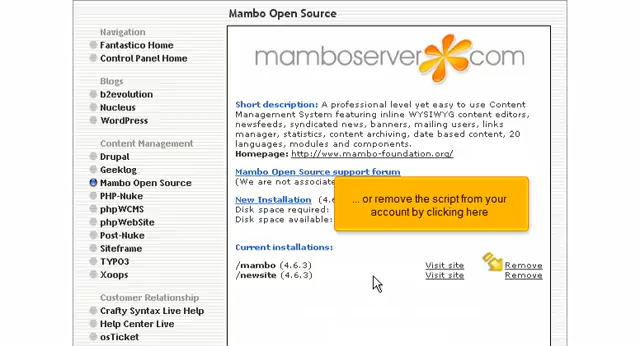 Mambo Open Source
Navigation
Fantastico Home
Control Panel Home
Blogs
b2evolution
Nucleus
WordPress
Content Management
Drupal
Geeklog
Mambo Open Source
PHP-Nuke
phpWCMS
phpWebSite
Post-Nuke
Siteframe
TYPO3
Xoops
Customer Relationship
Crafty Syntax Live Help
Help Center Live
osTicket
mamboserver.com
Short description: A professional level yet easy to use Content
Management System featuring inline WYSIWYG content editors,
newsfeeds, syndicated news, banners, mailing users, links
manager, statistics, content archiving, date based content, 20
languages, modules and components.
Homepage: http://www.mambo-foundation.org/
Mambo Open Source support forum
(We are not associate
New Installation (4.6
Disk space required:
Disk space available:
... or remove the script from your
account by clicking here
Current installations:
/mambo (4.6.3) Visit site Remove
/newsite (4.6.3) Visit site Remove